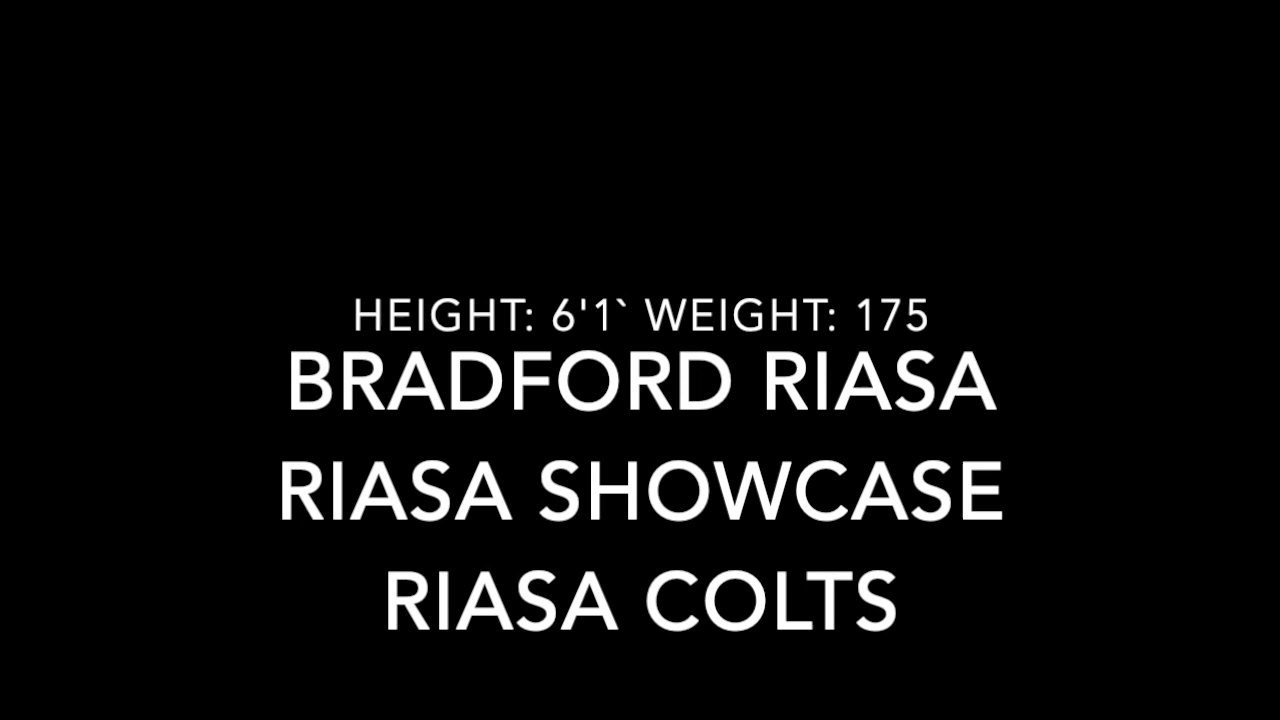 HEIGHT: 6'1` WEIGHT: 175
BRADFORD RIASA
RIASA SHOWCASE
RIASA COLTS